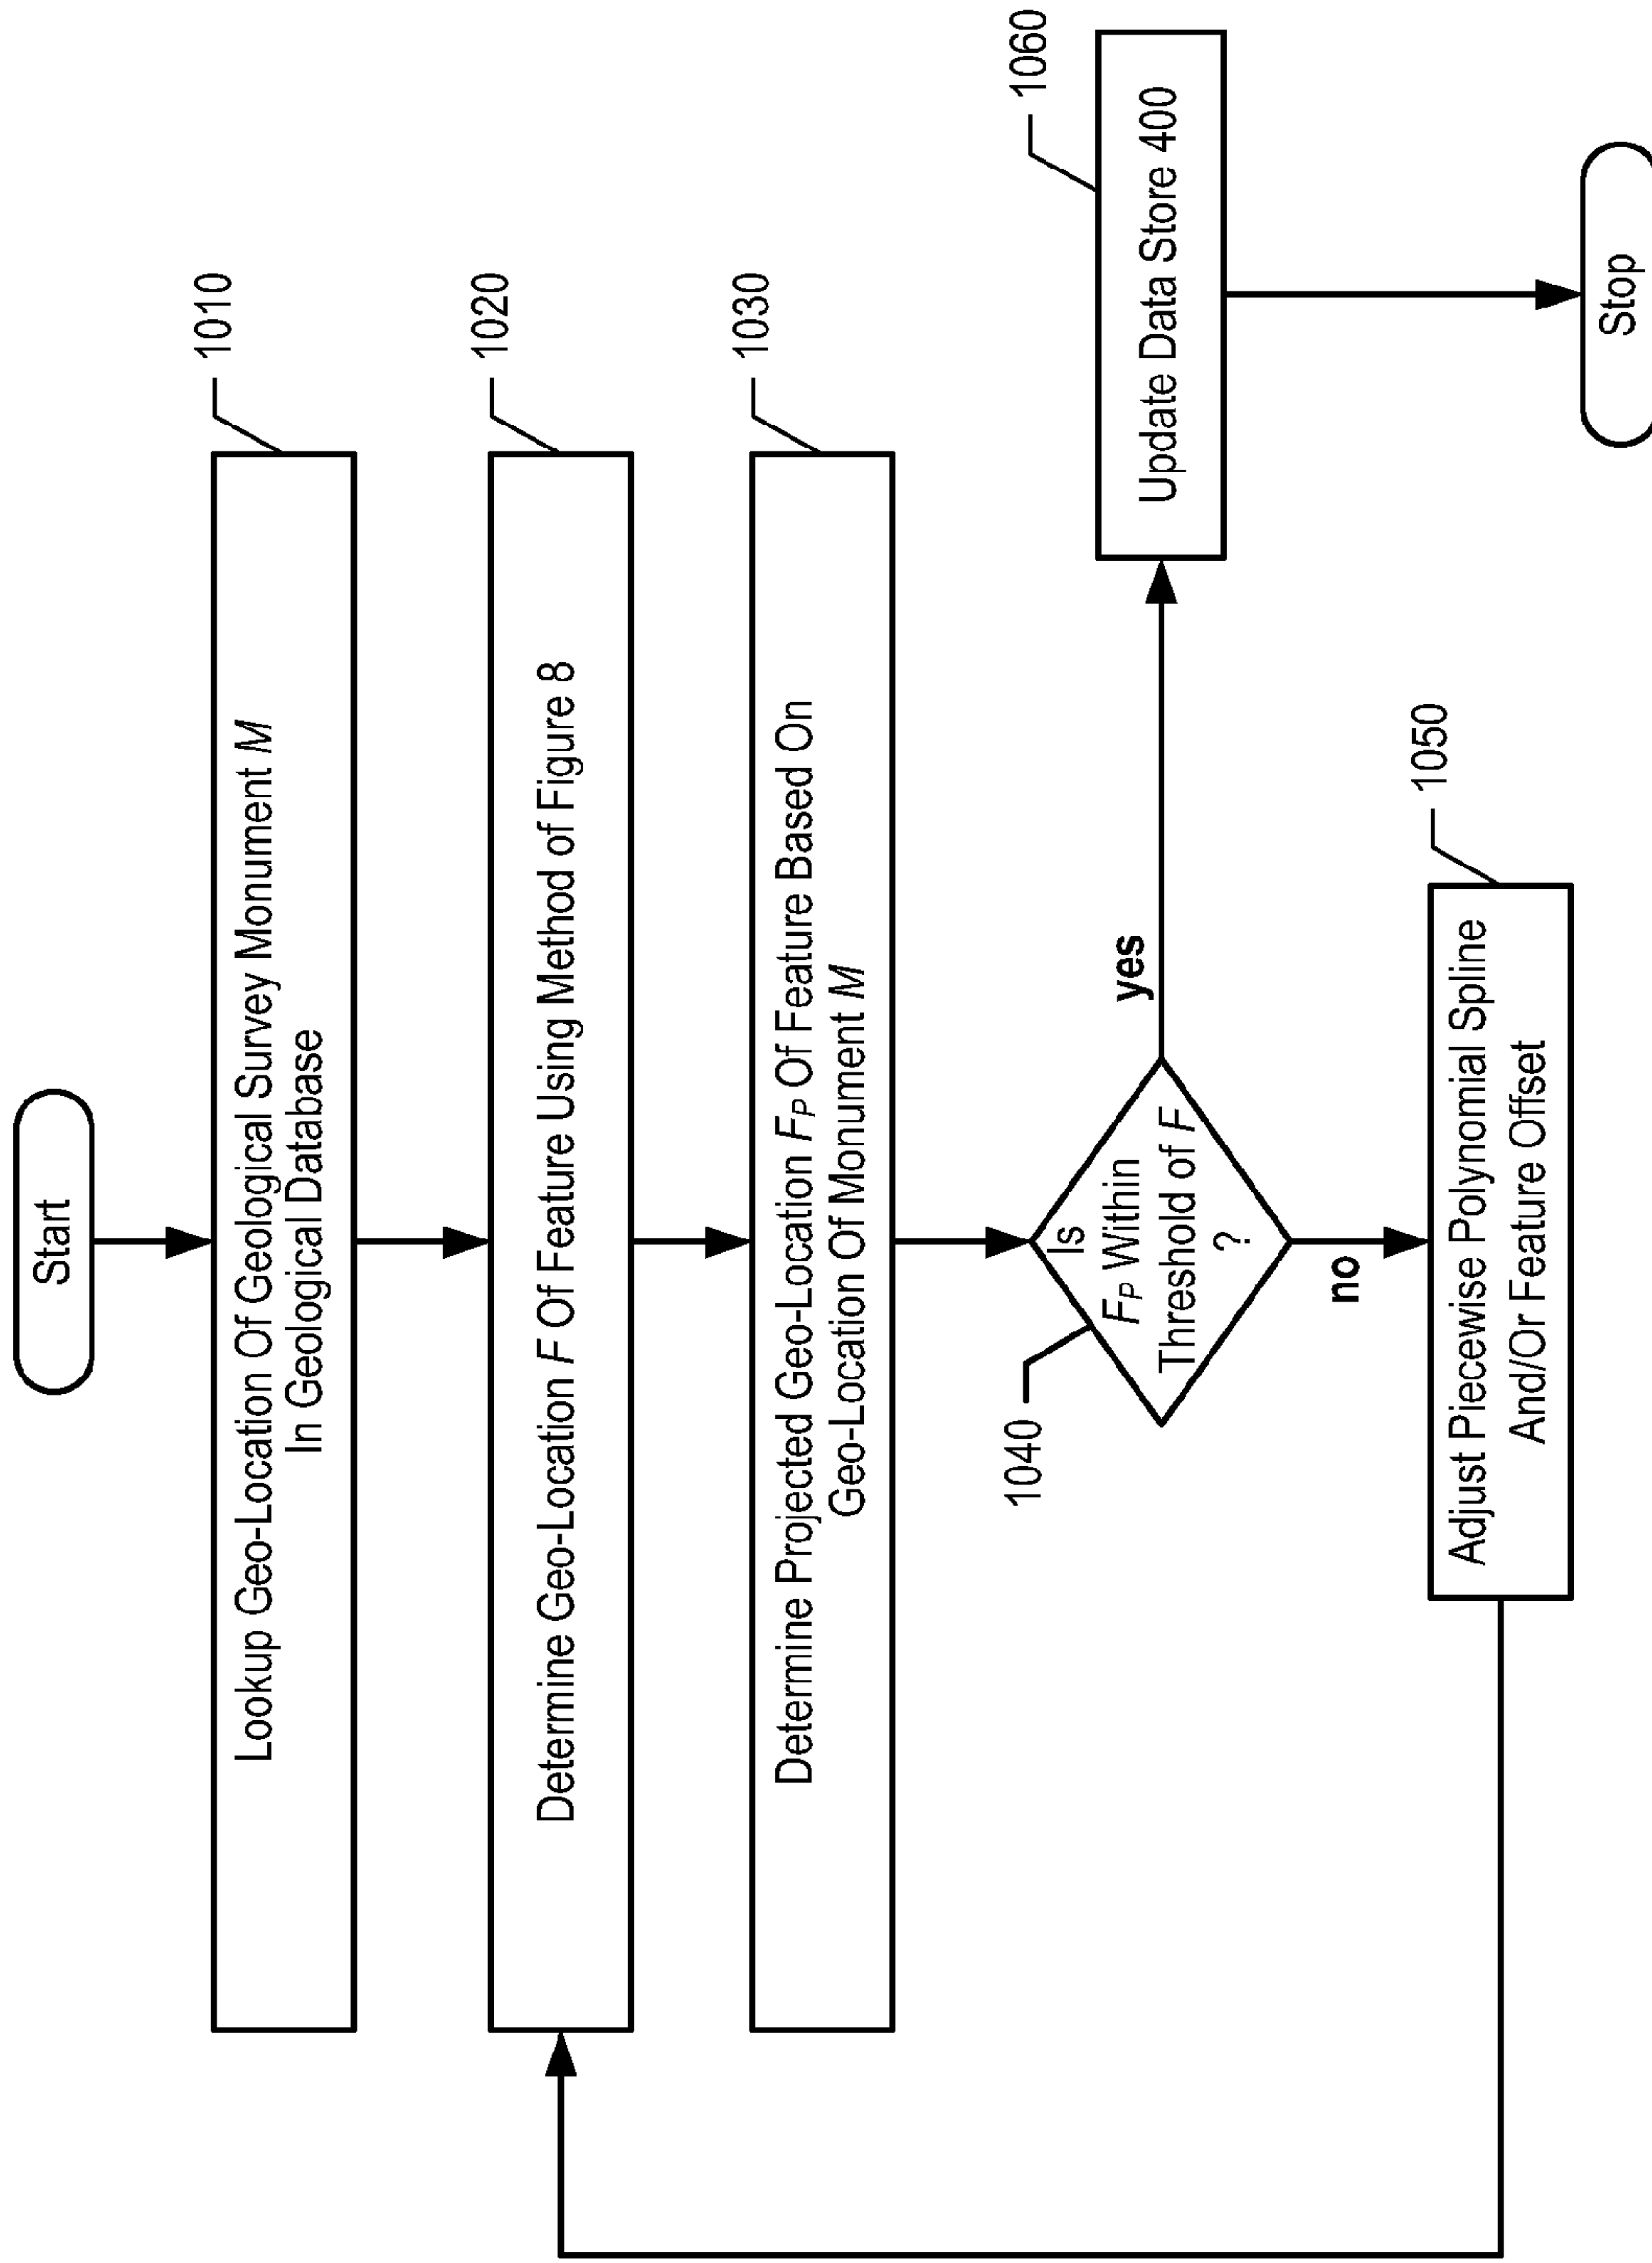 Start
1010
Lookup Geo-Location Of Geological Survey Monument M
In Geological Database
1020
Determine Geo-Location F Of Feature Using Method of Figure 8
1030
Determine Projected Geo-Location FP Of Feature Based On
Geo-Location Of Monument M
1040
Is
FP Within
Threshold of F
?
yes
no
1060
Update Data Store 400
1050
Adjust Piecewise Polynomial Spline
And/Or Feature Offset
Stop